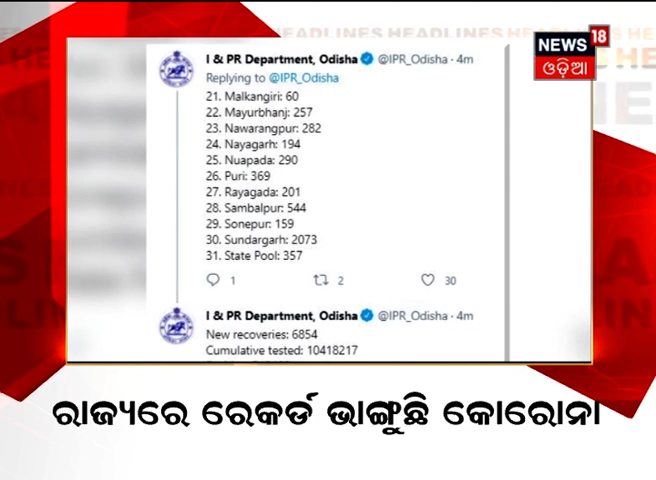 HEADLINES HEADLINES
NEWS 18
ଓଡ଼ିଆ
I & PR Department, Odisha @IPR_Odisha · 4m
Replying to @IPR_Odisha
21. Malkangiri: 60
22. Mayurbhanj: 257
23. Nawarangpur: 282
24. Nayagarh: 194
25. Nuapada: 290
26. Puri: 369
27. Rayagada: 201
28. Sambalpur: 544
29. Sonepur: 159
30. Sundargarh: 2073
31. State Pool: 357
1 2 30
I & PR Department, Odisha @IPR_Odisha · 4m
New recoveries: 6854
Cumulative tested: 10418217
ରାଜ୍ୟରେ ରେକର୍ଡ ଭାଙ୍ଗୁଛି କୋରୋନା